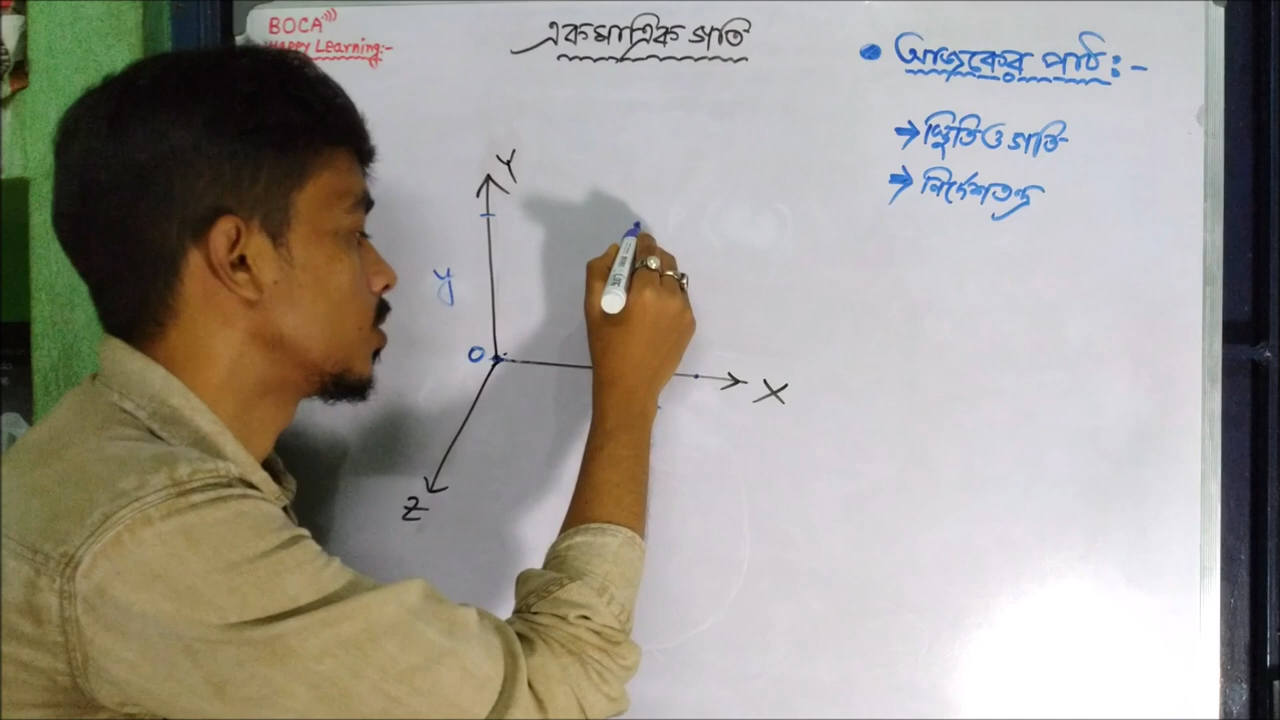 BOCA
Happy Learning:-
একমাত্রিক গতি
• আজকের পাঠ:-
→ স্থিতি ও গতি
→ নির্দেশতন্ত্র
Y
y
O
X
Z